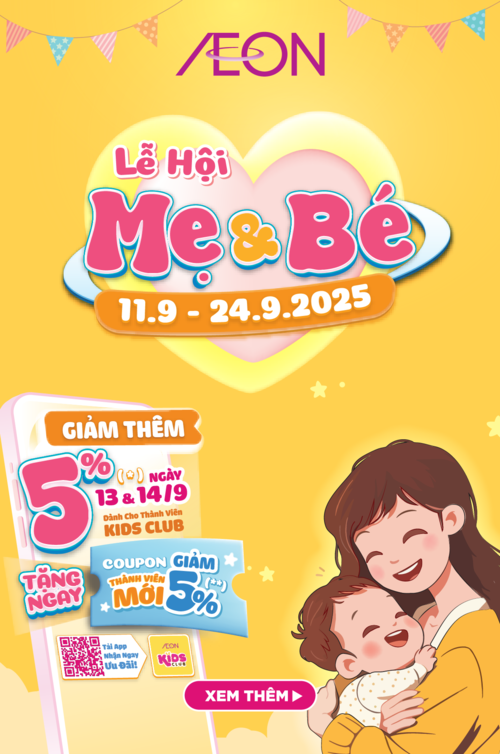 ÆON
Lễ Hội
Mẹ & Bé
11.9 - 24.9.2025
GIẢM THÊM
5% (*) NGÀY
13 & 14/9
Dành Cho Thành Viên
KIDS CLUB
TẶNG
NGAY
COUPON GIẢM
THÀNH VIÊN
MỚI 5% (**)
Tải App
Nhận Ngay
Ưu Đãi!
ÆON
KIDS
CLUB
XEM THÊM